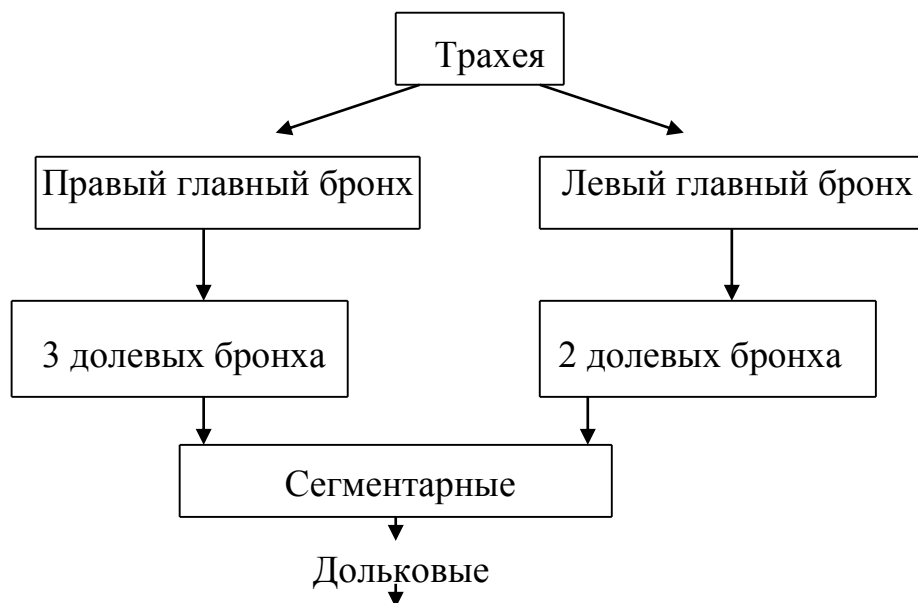 Трахея
Правый главный бронх
Левый главный бронх
3 долевых бронха
2 долевых бронха
Сегментарные
Дольковые